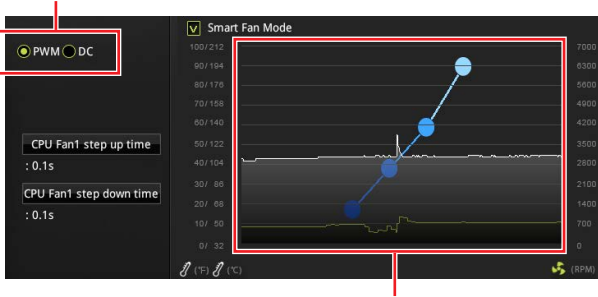 V Smart Fan Mode
PWM DC
100/212 7000
90/194 6300
80/176 5600
70/158 4900
60/140 4200
50/122 3500
40/104 2800
30/ 86 2100
20/ 68 1400
10/ 50 700
0/ 32 0
CPU Fan1 step up time
: 0.1s
CPU Fan1 step down time
: 0.1s
(°F) (℃) (RPM)